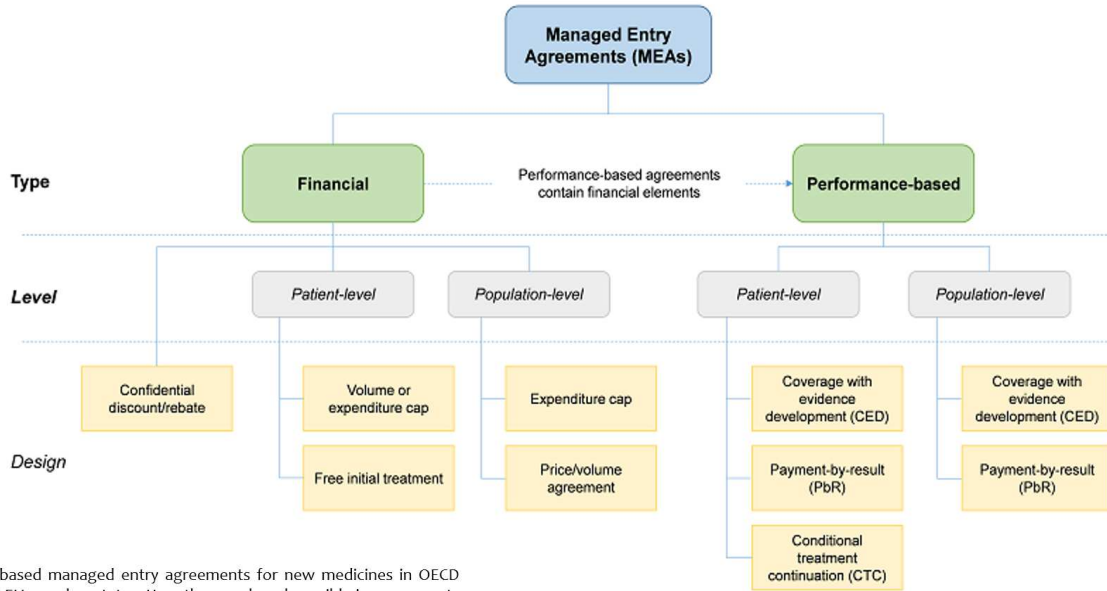 Managed Entry
Agreements (MEAs)
Type
Financial
Performance-based agreements
contain financial elements
Performance-based
Level
Patient-level
Population-level
Patient-level
Population-level
Design
Confidential
discount/rebate
Volume or
expenditure cap
Free initial treatment
Expenditure cap
Price/volume
agreement
Coverage with
evidence
development (CED)
Payment-by-result
(PbR)
Conditional
treatment
continuation (CTC)
Coverage with
evidence
development (CED)
Payment-by-result
(PbR)
based managed entry agreements for new medicines in OECD